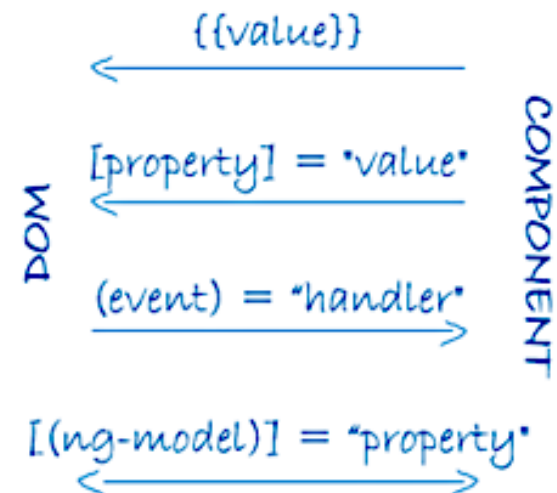 {{value}}
[property] = "value"
DOM
COMPONENT
(event) = "handler"
[(ng-model)] = "property"